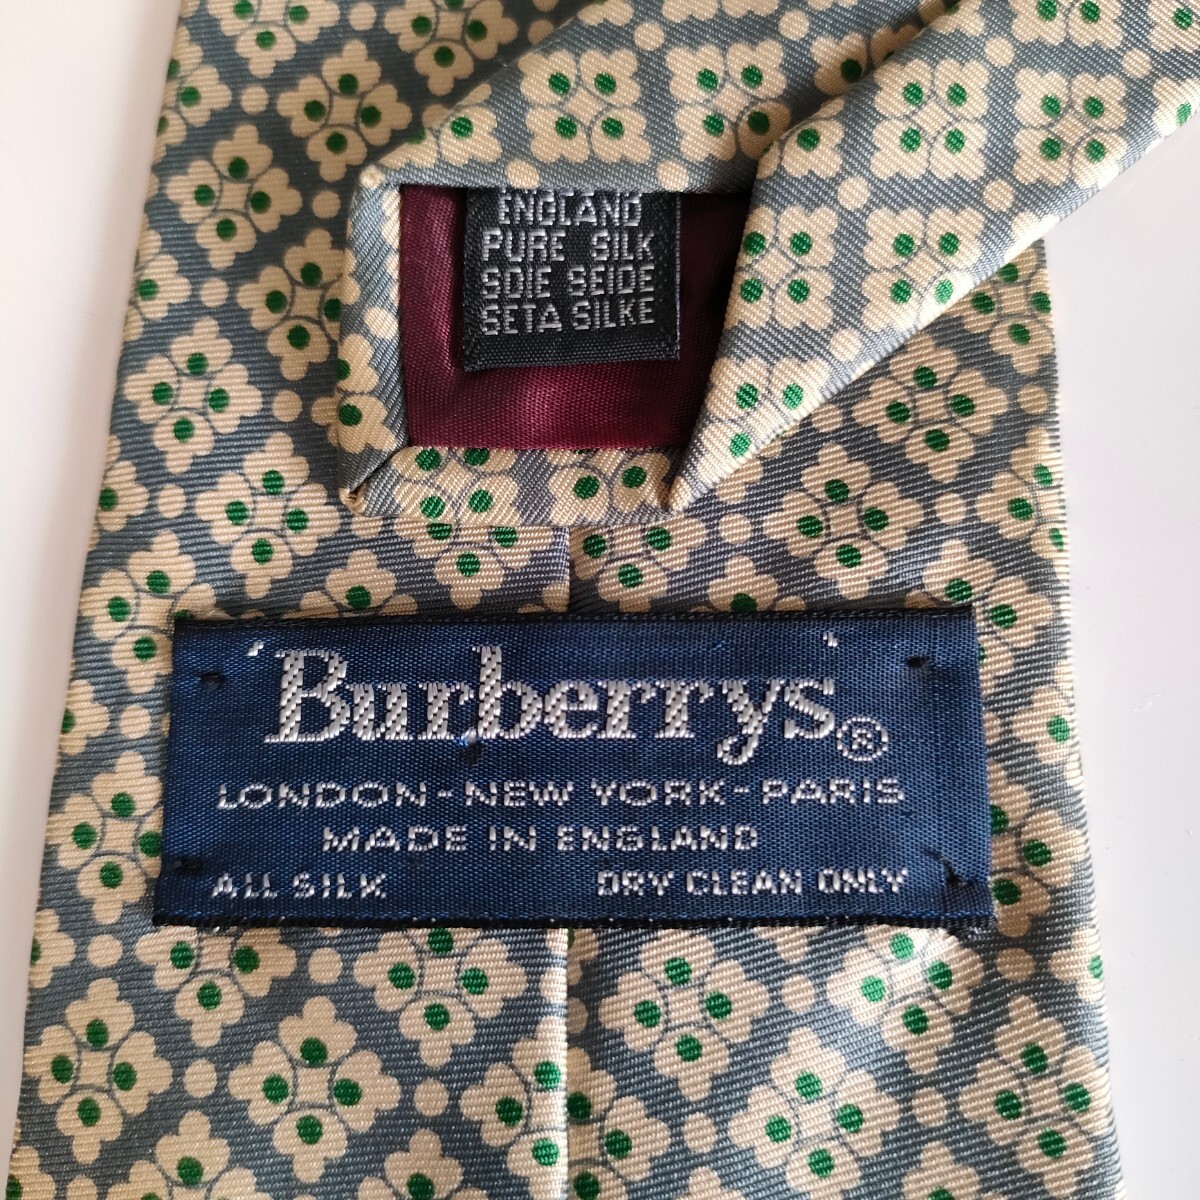 ENGLAND
PURE SILK
SOIE SEIDE
SETA SILKE
'Burberrys'®
LONDON-NEW YORK-PARIS
MADE IN ENGLAND
ALL SILK DRY CLEAN ONLY